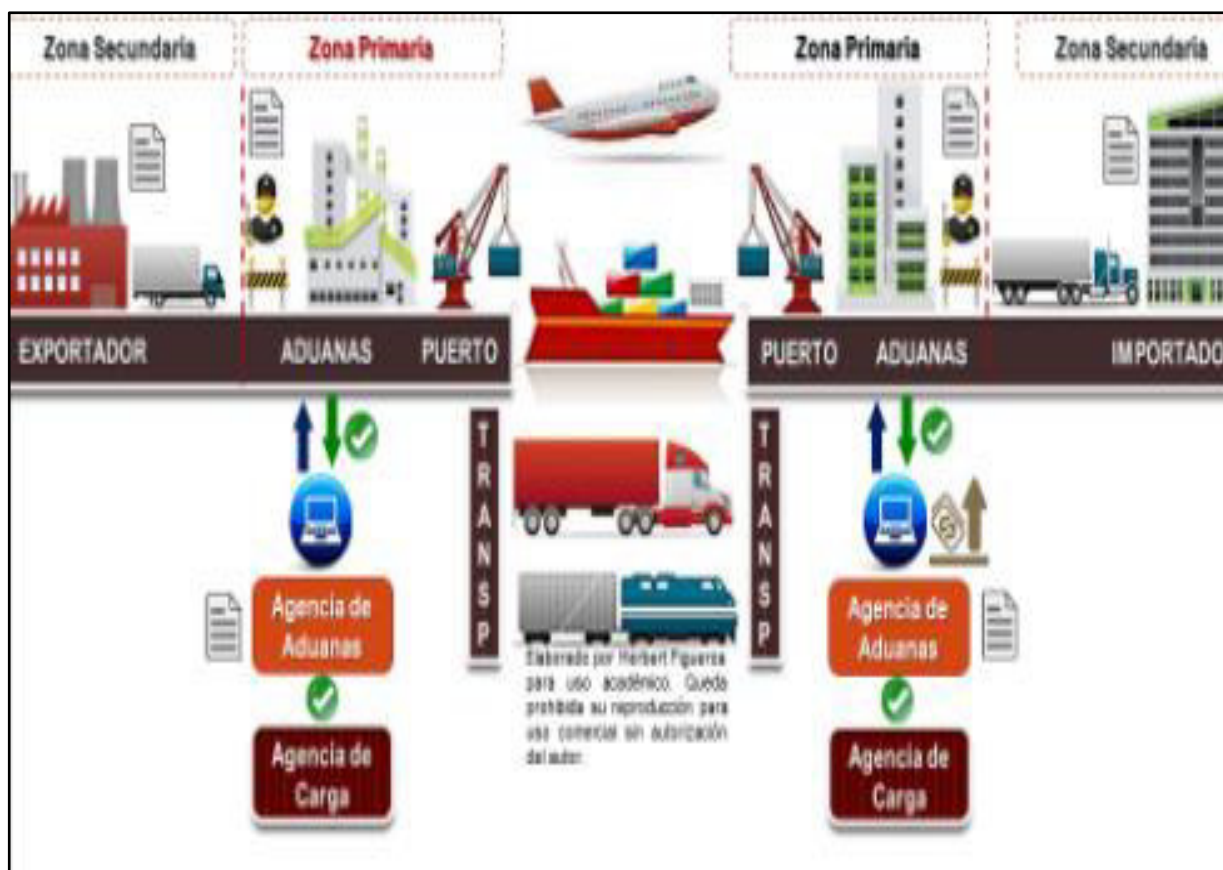 Zona Secundaria
Zona Primaria
Zona Primaria
Zona Secundaria
EXPORTADOR
ADUANAS
PUERTO
PUERTO
ADUANAS
IMPORTADO
TRANSP
TRANSP
Agencia de
Aduanas
Agencia de
Carga
Agencia de
Aduanas
Agencia de
Carga
Elaborado por Herbert Figueroa
para uso académico. Queda
prohibida su reproducción para
uso comercial sin autorización
del autor.